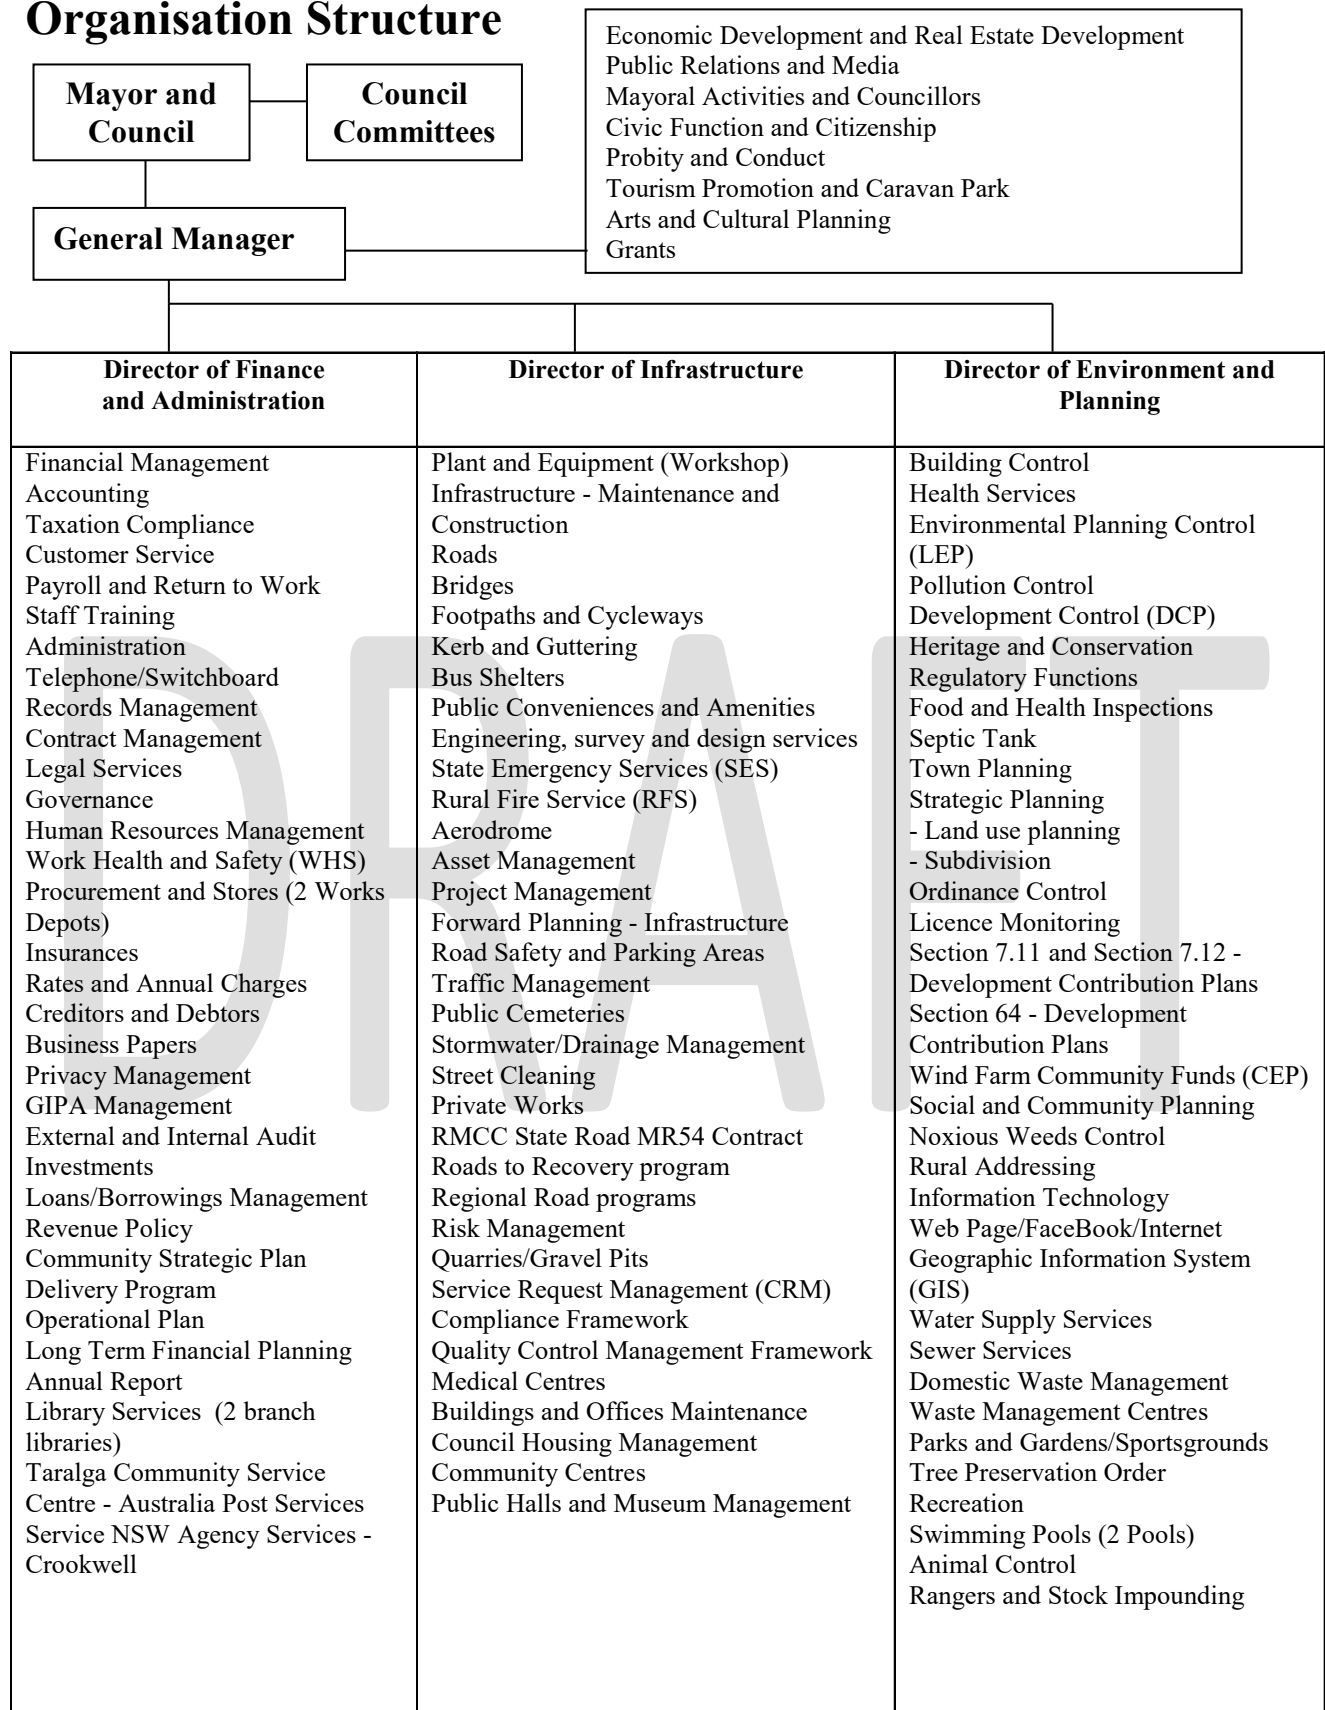 Organisation Structure
Mayor and
Council
Council
Committees
General Manager
Economic Development and Real Estate Development
Public Relations and Media
Mayoral Activities and Councillors
Civic Function and Citizenship
Probity and Conduct
Tourism Promotion and Caravan Park
Arts and Cultural Planning
Grants
Director of Finance
and Administration
Financial Management
Accounting
Taxation Compliance
Customer Service
Payroll and Return to Work
Staff Training
Administration
Telephone/Switchboard
Records Management
Contract Management
Legal Services
Governance
Human Resources Management
Work Health and Safety (WHS)
Procurement and Stores (2 Works
Depots)
Insurances
Rates and Annual Charges
Creditors and Debtors
Business Papers
Privacy Management
GIPA Management
External and Internal Audit
Investments
Loans/Borrowings Management
Revenue Policy
Community Strategic Plan
Delivery Program
Operational Plan
Long Term Financial Planning
Annual Report
Library Services  (2 branch
libraries)
Taralga Community Service
Centre - Australia Post Services
Service NSW Agency Services -
Crookwell
Director of Infrastructure
Plant and Equipment (Workshop)
Infrastructure - Maintenance and
Construction
Roads
Bridges
Footpaths and Cycleways
Kerb and Guttering
Bus Shelters
Public Conveniences and Amenities
Engineering, survey and design services
State Emergency Services (SES)
Rural Fire Service (RFS)
Aerodrome
Asset Management
Project Management
Forward Planning - Infrastructure
Road Safety and Parking Areas
Traffic Management
Public Cemeteries
Stormwater/Drainage Management
Street Cleaning
Private Works
RMCC State Road MR54 Contract
Roads to Recovery program
Regional Road programs
Risk Management
Quarries/Gravel Pits
Service Request Management (CRM)
Compliance Framework
Quality Control Management Framework
Medical Centres
Buildings and Offices Maintenance
Council Housing Management
Community Centres
Public Halls and Museum Management
Director of Environment and
Planning
Building Control
Health Services
Environmental Planning Control
(LEP)
Pollution Control
Development Control (DCP)
Heritage and Conservation
Regulatory Functions
Food and Health Inspections
Septic Tank
Town Planning
Strategic Planning
- Land use planning
- Subdivision
Ordinance Control
Licence Monitoring
Section 7.11 and Section 7.12 -
Development Contribution Plans
Section 64 - Development
Contribution Plans
Wind Farm Community Funds (CEP)
Social and Community Planning
Noxious Weeds Control
Rural Addressing
Information Technology
Web Page/FaceBook/Internet
Geographic Information System
(GIS)
Water Supply Services
Sewer Services
Domestic Waste Management
Waste Management Centres
Parks and Gardens/Sportsgrounds
Tree Preservation Order
Recreation
Swimming Pools (2 Pools)
Animal Control
Rangers and Stock Impounding
DRAFT